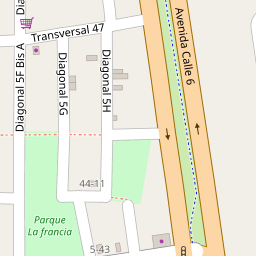 Transversal 47
Avenida Calle 6
Diagonal 5F Bis A
Diagonal 5G
Diagonal 5H
44-11
Parque
La francia
5 43